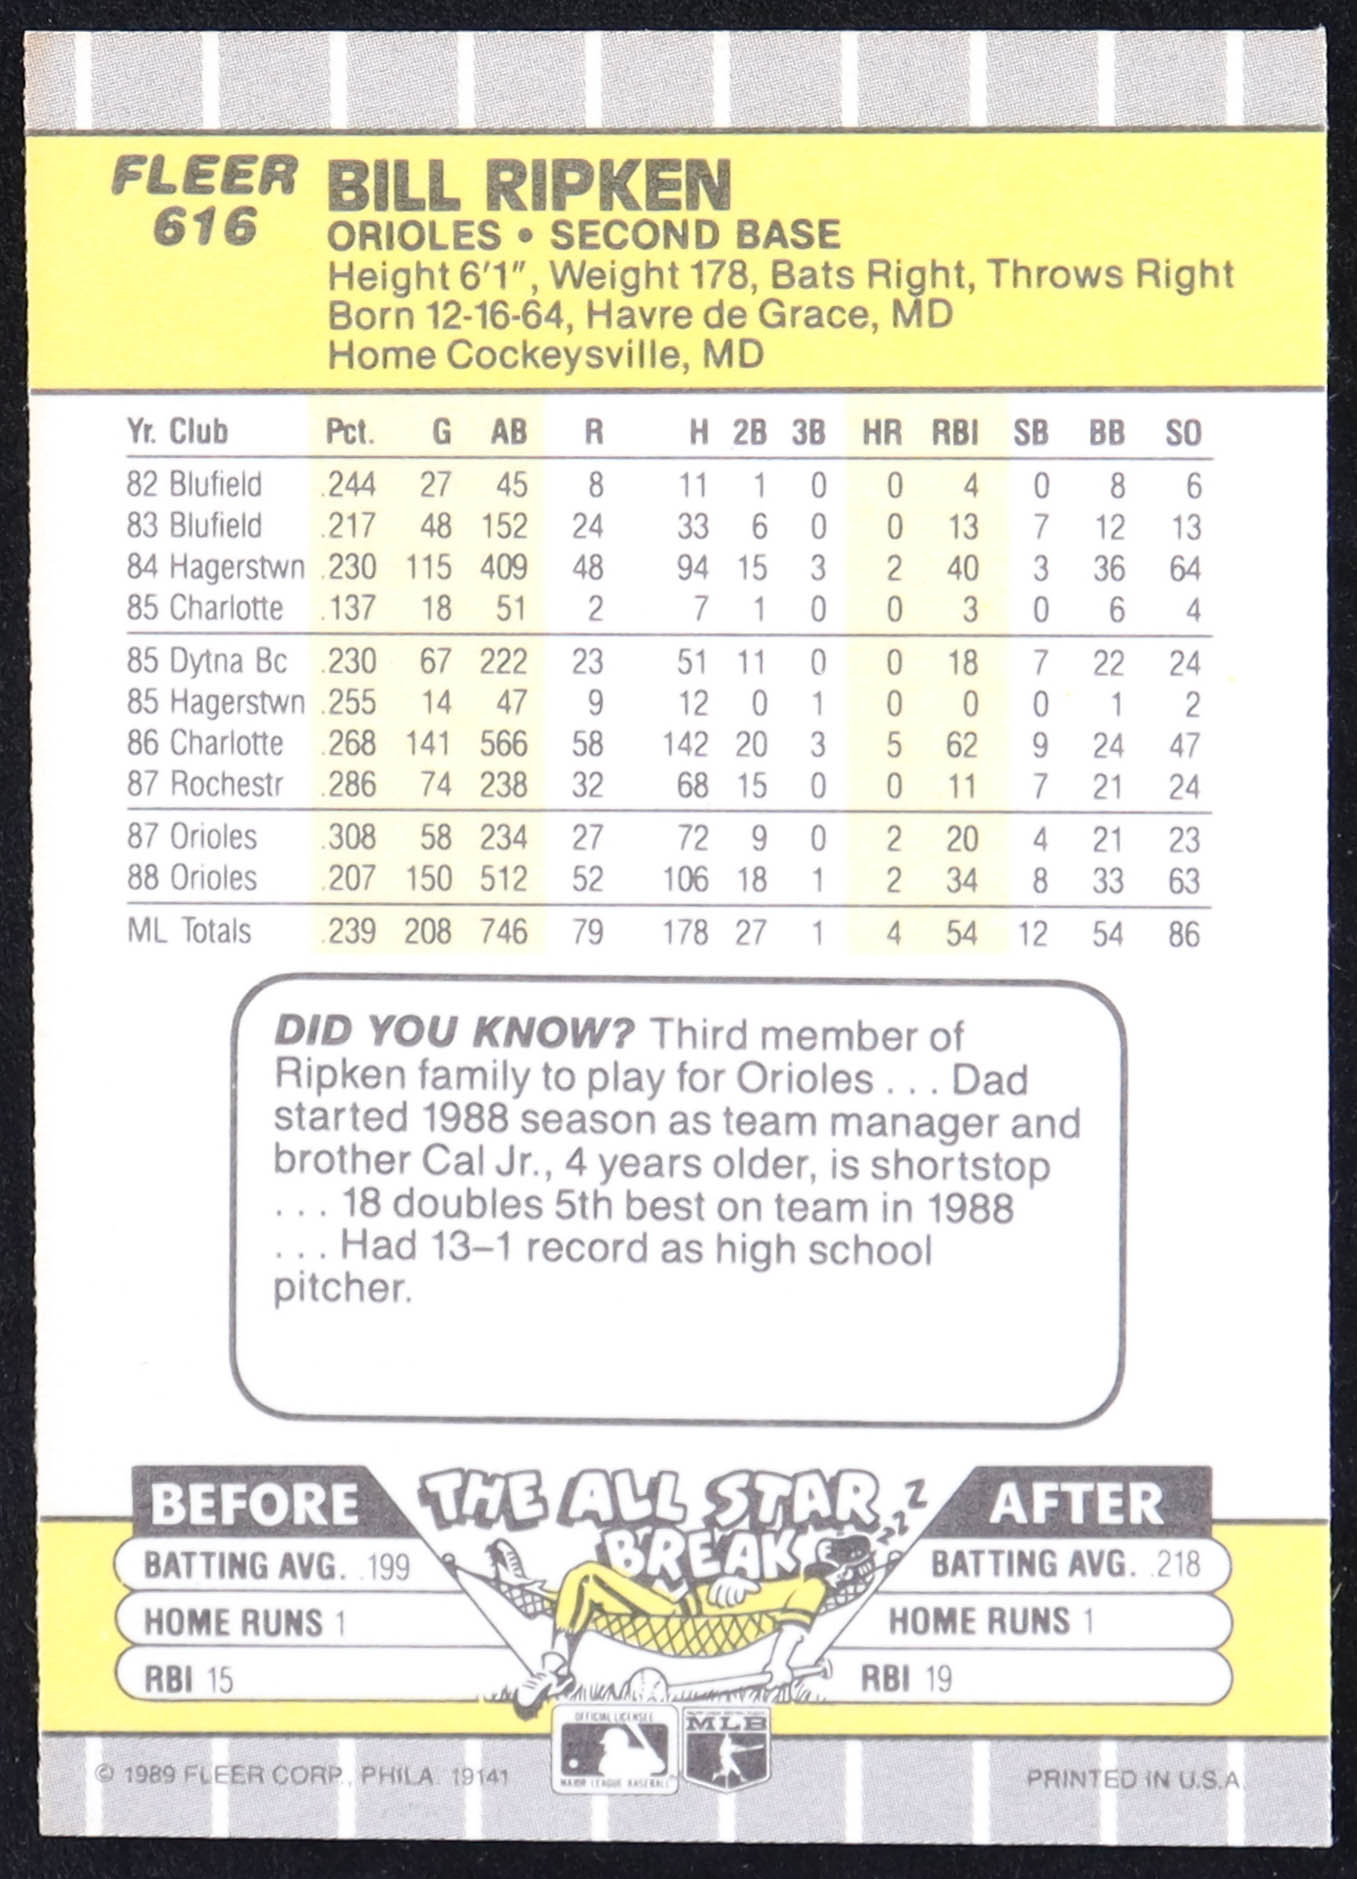 FLEER
616
BILL RIPKEN
ORIOLES • SECOND BASE
Height 6'1", Weight 178, Bats Right, Throws Right
Born 12-16-64, Havre de Grace, MD
Home Cockeysville, MD
Yr. Club Pct. G AB R H 2B 3B HR RBI SB BB SO
82 Blufield .244 27 45 8 11 1 0 0 4 0 8 6
83 Blufield .217 48 152 24 33 6 0 0 13 7 12 13
84 Hagerstwn .230 115 409 48 94 15 3 2 40 3 36 64
85 Charlotte .137 18 51 2 7 1 0 0 3 0 6 4
85 Dytna Bc .230 67 222 23 51 11 0 0 18 7 22 24
85 Hagerstwn .255 14 47 9 12 0 1 0 0 0 1 2
86 Charlotte .268 141 566 58 142 20 3 5 62 9 24 47
87 Rochestr .286 74 238 32 68 15 0 0 11 7 21 24
87 Orioles .308 58 234 27 72 9 0 2 20 4 21 23
88 Orioles .207 150 512 52 106 18 1 2 34 8 33 63
ML Totals .239 208 746 79 178 27 1 4 54 12 54 86
DID YOU KNOW? Third member of
Ripken family to play for Orioles . . . Dad
started 1988 season as team manager and
brother Cal Jr., 4 years older, is shortstop
. . . 18 doubles 5th best on team in 1988
. . . Had 13–1 record as high school
pitcher.
BEFORE
THE ALL STAR
BREAK
Z Z Z Z
AFTER
BATTING AVG. .199
HOME RUNS 1
RBI 15
BATTING AVG. .218
HOME RUNS 1
RBI 19
OFFICIAL LICENSEE
MAJOR LEAGUE BASEBALL
MLB
© 1989 FLEER CORP., PHILA. 19141
PRINTED IN U.S.A.